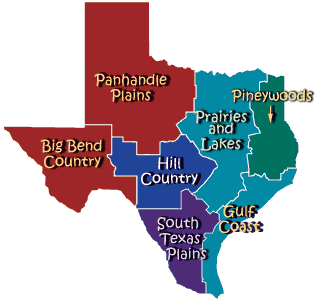 Panhandle
Plains
Pineywoods
Prairies
and
Lakes
Big Bend
Country
Hill
Country
South
Texas
Plains
Gulf
Coast